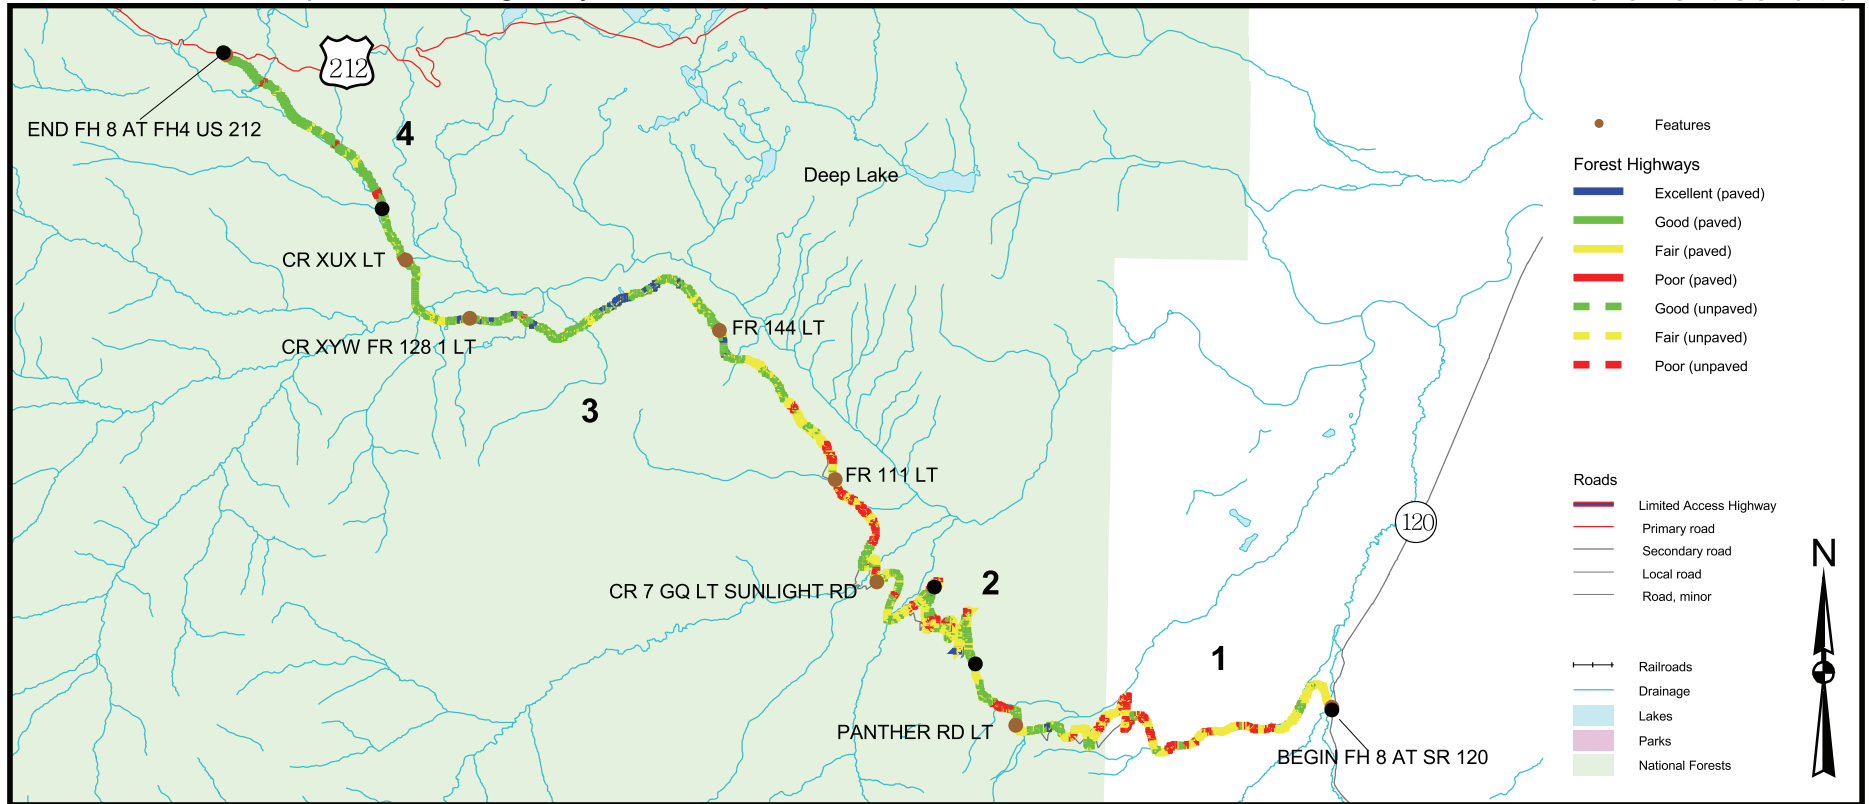 212
END FH 8 AT FH4 US 212
4
Deep Lake
CR XUX LT
FR 144 LT
CR XYW FR 128 1 LT
3
FR 111 LT
CR 7 GQ LT SUNLIGHT RD
2
120
1
PANTHER RD LT
BEGIN FH 8 AT SR 120
Features
Forest Highways
Excellent (paved)
Good (paved)
Fair (paved)
Poor (paved)
Good (unpaved)
Fair (unpaved)
Poor (unpaved
Roads
Limited Access Highway
Primary road
Secondary road
Local road
Road, minor
N
Railroads
Drainage
Lakes
Parks
National Forests